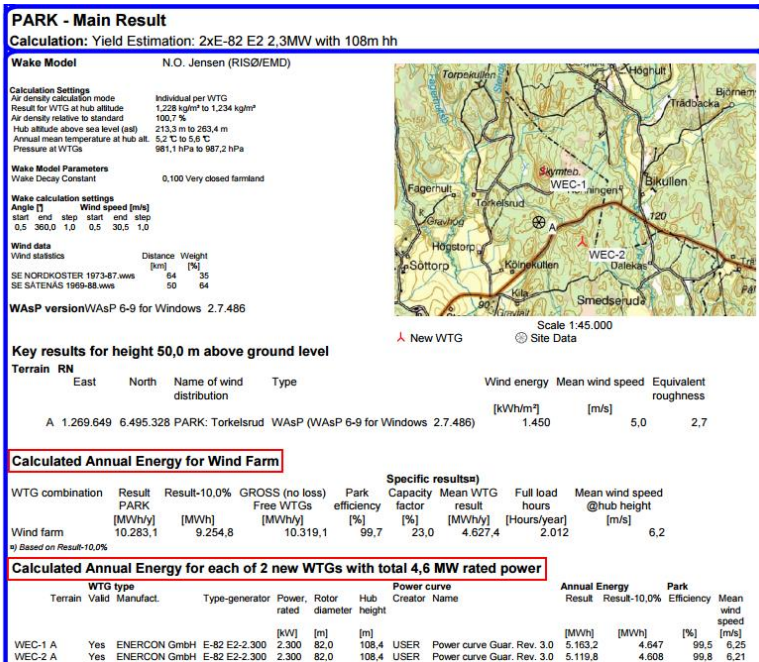 PARK - Main Result
Calculation: Yield Estimation: 2xE-82 E2 2,3MW with 108m hh
Wake Model N.O. Jensen (RISØ/EMD)
Calculation Settings
Air density calculation mode Individual per WTG
Result for WTG at hub altitude 1,228 kg/m³ to 1,234 kg/m³
Air density relative to standard 100,7 %
Hub altitude above sea level (asl) 213,3 m to 263,4 m
Annual mean temperature at hub alt. 5,2 °C to 5,6 °C
Pressure at WTGs 981,1 hPa to 987,2 hPa
Wake Model Parameters
Wake Decay Constant 0,100 Very closed farmland
Wake calculation settings
Angle [°] Wind speed [m/s]
start end step start end step
0,5 360,0 1,0 0,5 30,5 1,0
Wind data
Wind statistics Distance Weight
[km] [%]
SE NORDKOSTER 1973-87.wws 64 35
SE SÅTENÄS 1969-88.wws 50 64
WAsP version WAsP 6-9 for Windows 2.7.486
Torpekullen
Höghult
Trädbacka
WEC-1
Bikullen
Fagerhult
Torkelsrud
Gravhög
120
A
Högstorp
WEC-2
Kölnekullen
Dalekas
Söttorp
Kila
90
Smedserud
Scale 1:45.000
New WTG Site Data
Key results for height 50,0 m above ground level
Terrain RN
East North Name of wind Type Wind energy Mean wind speed Equivalent
distribution roughness
[kWh/m²] [m/s]
A 1.269.649 6.495.328 PARK: Torkelsrud WAsP (WAsP 6-9 for Windows 2.7.486) 1.450 5,0 2,7
Calculated Annual Energy for Wind Farm
Specific results¤)
WTG combination Result Result-10,0% GROSS (no loss) Park Capacity Mean WTG Full load Mean wind speed
PARK Free WTGs efficiency factor result hours @hub height
[MWh/y] [MWh] [MWh/y] [%] [%] [MWh/y] [Hours/year] [m/s]
Wind farm 10.283,1 9.254,8 10.319,1 99,7 23,0 4.627,4 2.012 6,2
¤) Based on Result-10,0%
Calculated Annual Energy for each of 2 new WTGs with total 4,6 MW rated power
WTG type Power curve Annual Energy Park
Terrain Valid Manufact. Type-generator Power, Rotor Hub Creator Name Result Result-10,0% Efficiency Mean
rated diameter height wind
speed
[kW] [m] [m] [MWh] [MWh] [%] [m/s]
WEC-1 A Yes ENERCON GmbH E-82 E2-2.300 2.300 82,0 108,4 USER Power curve Guar. Rev. 3.0 5.163,2 4.647 99,5 6,25
WEC-2 A Yes ENERCON GmbH E-82 E2-2.300 2.300 82,0 108,4 USER Power curve Guar. Rev. 3.0 5.119,8 4.608 99,8 6,21